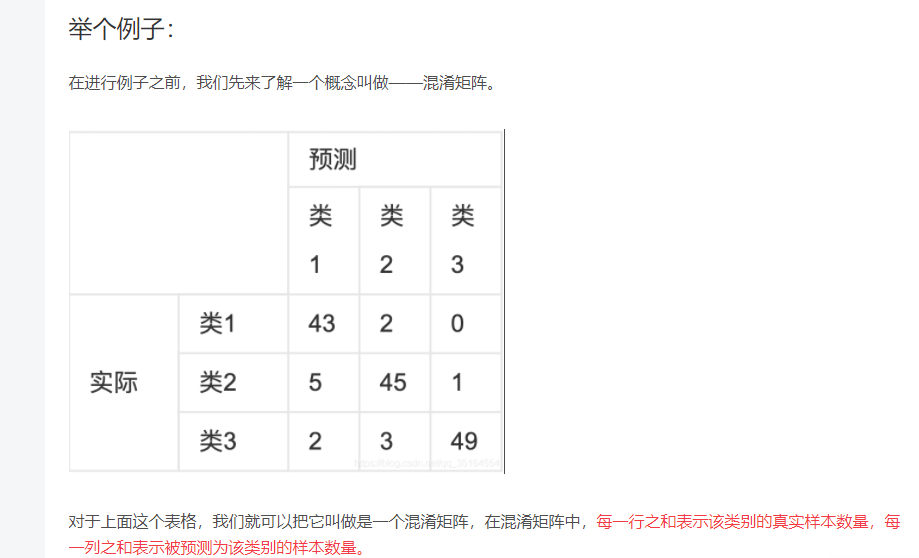 举个例子：
在进行例子之前，我们先来了解一个概念叫做——混淆矩阵。
预测
类 类 类
1 2 3
类1 43 2 0
实际 类2 5 45 1
类3 2 3 49
对于上面这个表格，我们就可以把它叫做是一个混淆矩阵，在混淆矩阵中，每一行之和表示该类别的真实样本数量，每
一列之和表示被预测为该类别的样本数量。